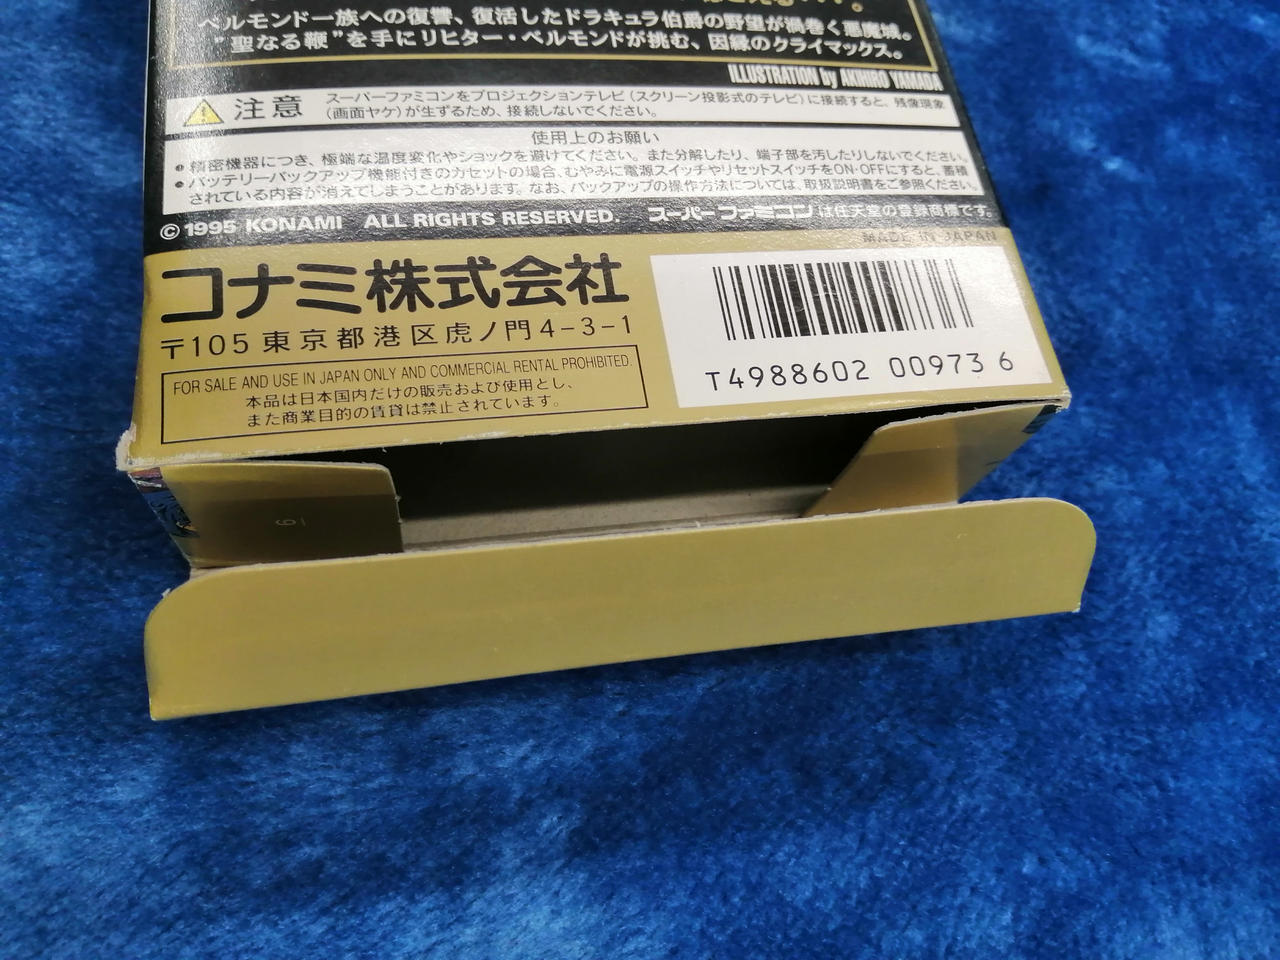 ベルモンド一族への復讐、復活したドラキュラ伯爵の野望が渦巻く悪魔城。
"聖なる鞭"を手にリヒター・ベルモンドが挑む、因縁のクライマックス。
ILLUSTRATION by AKIHIRO YAMADA
注意
スーパーファミコンをプロジェクションテレビ(スクリーン投影式のテレビ)に接続すると、残像現象
(画面ヤケ)が生ずるため、接続しないでください。
使用上のお願い
●精密機器につき、極端な温度変化やショックを避けてください。また分解したり、端子部を汚したりしないでください。
●バッテリーバックアップ機能付きのカセットの場合、むやみに電源スイッチやリセットスイッチをON・OFFにすると、蓄積
されている内容が消えてしまうことがあります。なお、バックアップの操作方法については、取扱説明書をご参照ください。
©1995 KONAMI ALL RIGHTS RESERVED. スーパーファミコンは任天堂の登録商標です。
MADE IN JAPAN
コナミ株式会社
〒105 東京都港区虎ノ門4-3-1
FOR SALE AND USE IN JAPAN ONLY AND COMMERCIAL RENTAL PROHIBITED.
本品は日本国内だけの販売および使用とし、
また商業目的の賃貸は禁止されています。
T4988602 00973 6